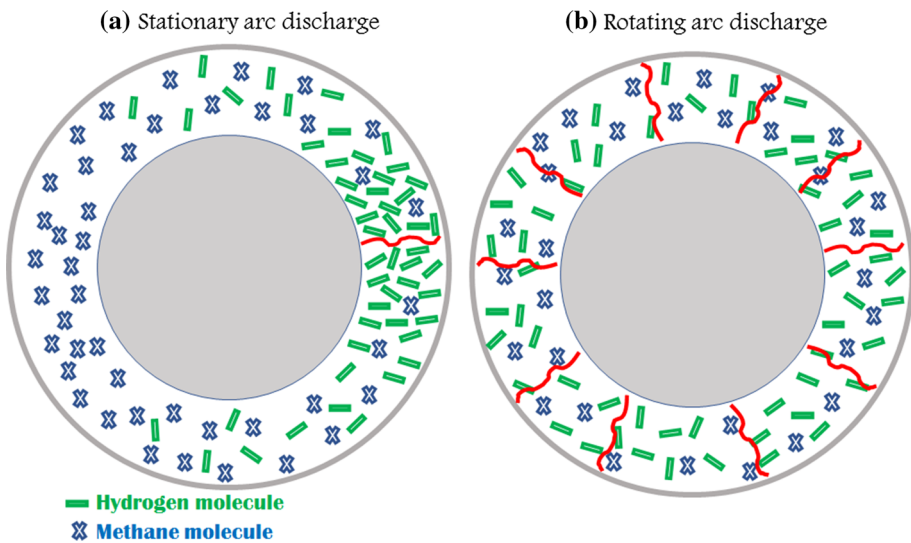 (a) Stationary arc discharge
(b) Rotating arc discharge
Hydrogen molecule
Methane molecule